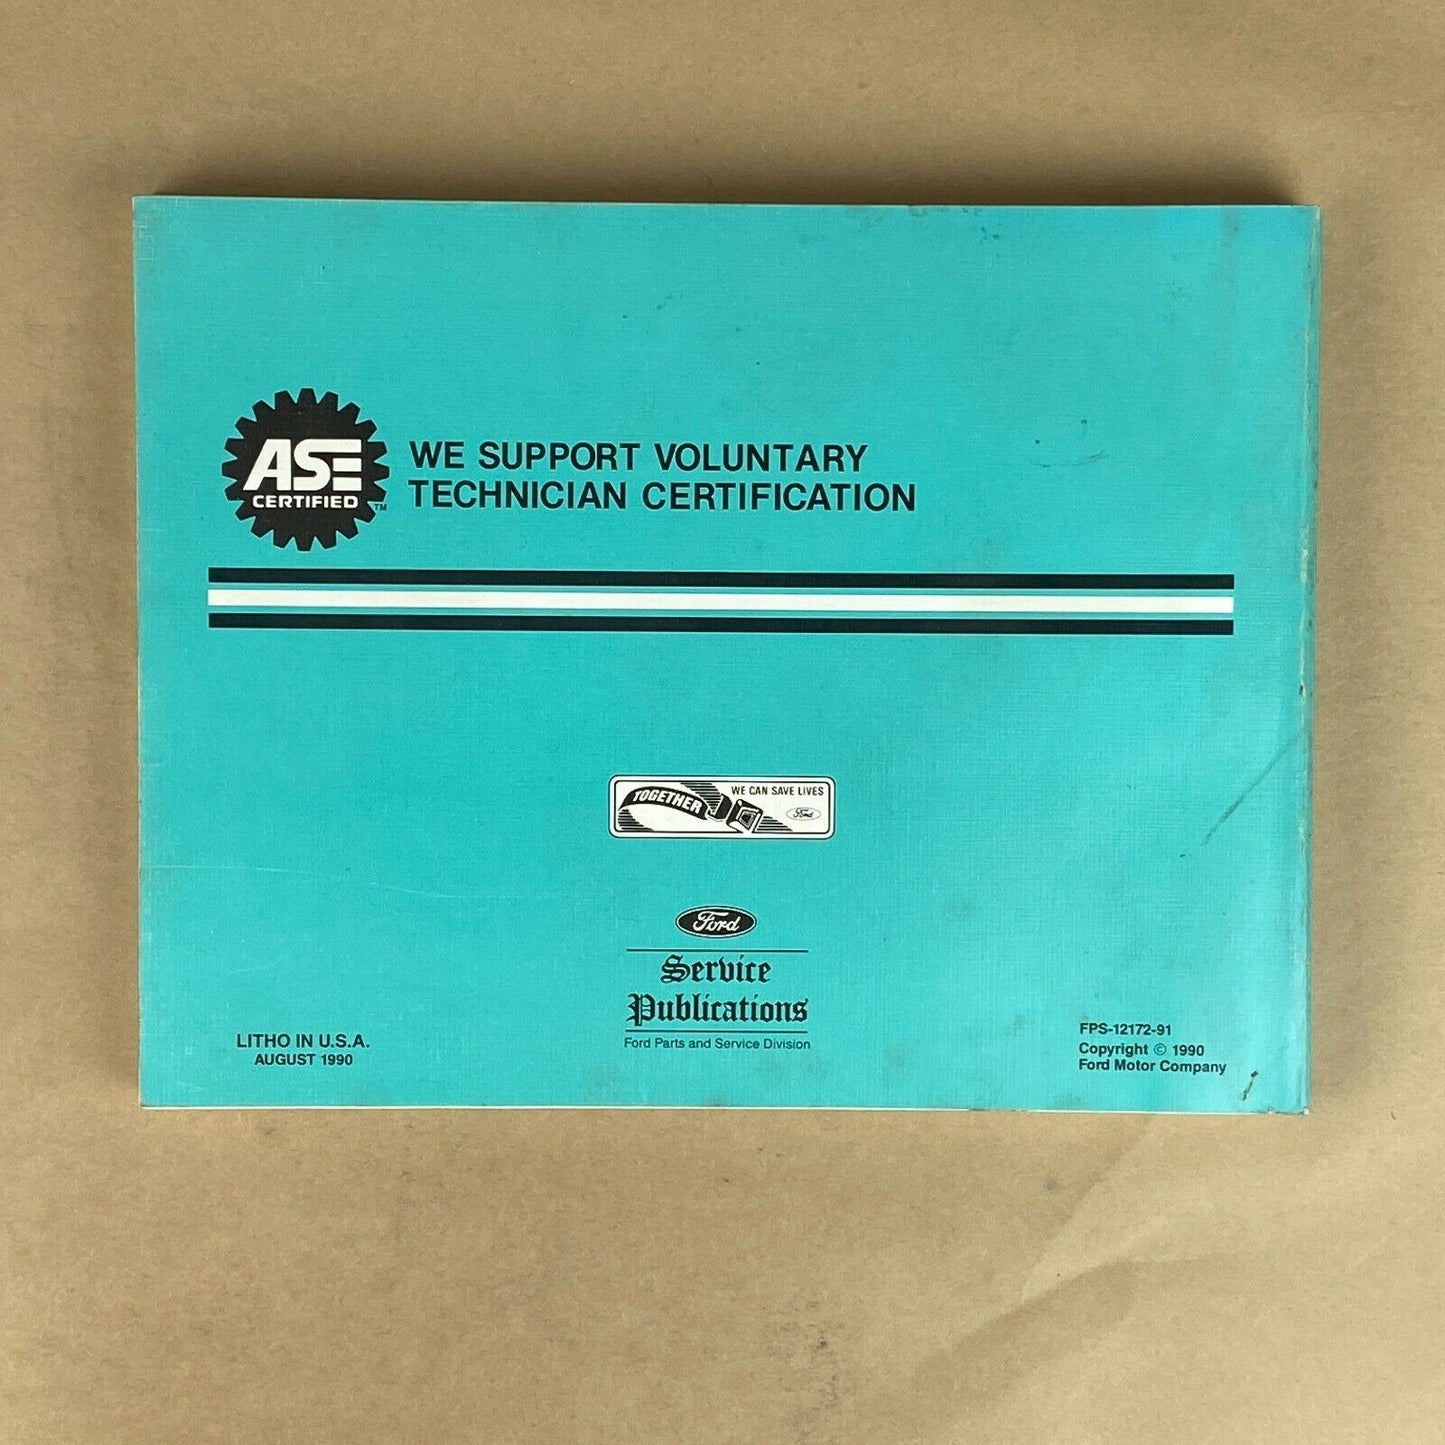 ASE
CERTIFIED
TM
WE SUPPORT VOLUNTARY
TECHNICIAN CERTIFICATION
TOGETHER
WE CAN SAVE LIVES
Ford
Ford
Service
Publications
Ford Parts and Service Division
LITHO IN U.S.A.
AUGUST 1990
FPS-12172-91
Copyright © 1990
Ford Motor Company